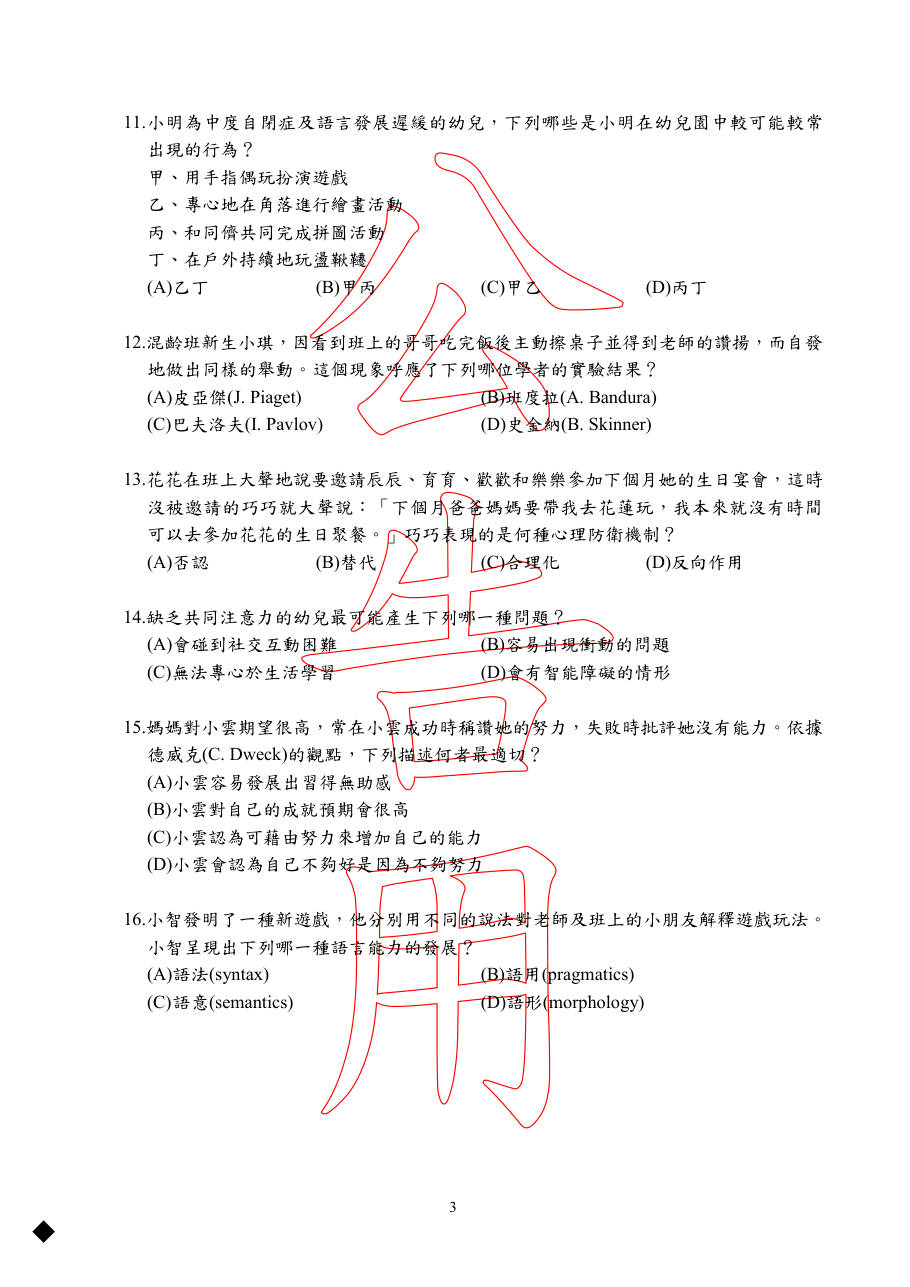 11.小明為中度自閉症及語言發展遲緩的幼兒，下列哪些是小明在幼兒園中較可能較常
出現的行為？
甲、用手指偶玩扮演遊戲
乙、專心地在角落進行繪畫活動
丙、和同儕共同完成拼圖活動
丁、在戶外持續地玩盪鞦韆
(A)乙丁 (B)甲丙 (C)甲乙 (D)丙丁
12.混齡班新生小琪，因看到班上的哥哥吃完飯後主動擦桌子並得到老師的讚揚，而自發
地做出同樣的舉動。這個現象呼應了下列哪位學者的實驗結果？
(A)皮亞傑(J. Piaget) (B)班度拉(A. Bandura)
(C)巴夫洛夫(I. Pavlov) (D)史金納(B. Skinner)
13.花花在班上大聲地說要邀請辰辰、育育、歡歡和樂樂參加下個月她的生日宴會，這時
沒被邀請的巧巧就大聲說：「下個月爸爸媽媽要帶我去花蓮玩，我本來就沒有時間
可以去參加花花的生日聚餐。」巧巧表現的是何種心理防衛機制？
(A)否認 (B)替代 (C)合理化 (D)反向作用
14.缺乏共同注意力的幼兒最可能產生下列哪一種問題？
(A)會碰到社交互動困難 (B)容易出現衝動的問題
(C)無法專心於生活學習 (D)會有智能障礙的情形
15.媽媽對小雲期望很高，常在小雲成功時稱讚她的努力，失敗時批評她沒有能力。依據
德威克(C. Dweck)的觀點，下列描述何者最適切？
(A)小雲容易發展出習得無助感
(B)小雲對自己的成就預期會很高
(C)小雲認為可藉由努力來增加自己的能力
(D)小雲會認為自己不夠好是因為不夠努力
16.小智發明了一種新遊戲，他分別用不同的說法對老師及班上的小朋友解釋遊戲玩法。
小智呈現出下列哪一種語言能力的發展？
(A)語法(syntax) (B)語用(pragmatics)
(C)語意(semantics) (D)語形(morphology)
公告用
3